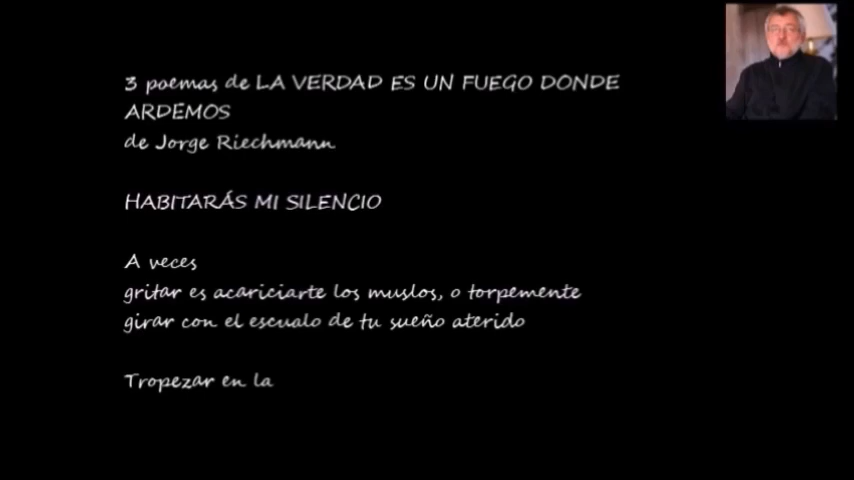 3 poemas de LA VERDAD ES UN FUEGO DONDE
ARDEMOS
de Jorge Riechmann
HABITARÁS MI SILENCIO
A veces
gritar es acariciarte los muslos, o torpemente
girar con el escualo de tu sueño aterido
Tropezar en la